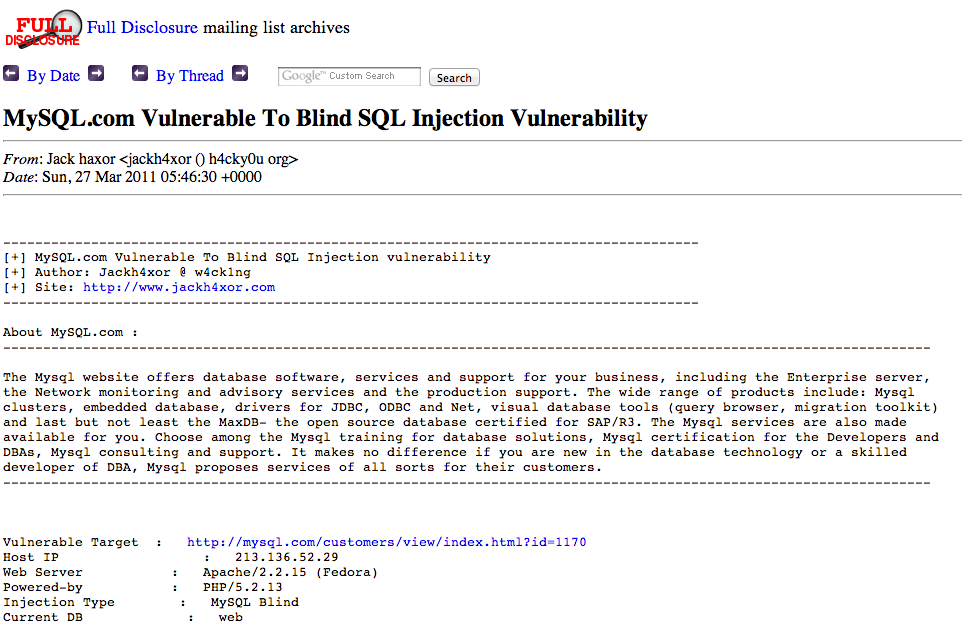 FULL
DISCLOSURE
Full Disclosure mailing list archives
By Date By Thread Google™ Custom Search Search
MySQL.com Vulnerable To Blind SQL Injection Vulnerability
From: Jack haxor <jackh4xor () h4cky0u org>
Date: Sun, 27 Mar 2011 05:46:30 +0000
---------------------------------------------------------------------------------------
[+] MySQL.com Vulnerable To Blind SQL Injection vulnerability
[+] Author: Jackh4xor @ w4ck1ng
[+] Site: http://www.jackh4xor.com
---------------------------------------------------------------------------------------
About MySQL.com :
--------------------------------------------------------------------------------------------------------------------
The Mysql website offers database software, services and support for your business, including the Enterprise server,
the Network monitoring and advisory services and the production support. The wide range of products include: Mysql
clusters, embedded database, drivers for JDBC, ODBC and Net, visual database tools (query browser, migration toolkit)
and last but not least the MaxDB- the open source database certified for SAP/R3. The Mysql services are also made
available for you. Choose among the Mysql training for database solutions, Mysql certification for the Developers and
DBAs, Mysql consulting and support. It makes no difference if you are new in the database technology or a skilled
developer of DBA, Mysql proposes services of all sorts for their customers.
--------------------------------------------------------------------------------------------------------------------
Vulnerable Target : http://mysql.com/customers/view/index.html?id=1170
Host IP : 213.136.52.29
Web Server : Apache/2.2.15 (Fedora)
Powered-by : PHP/5.2.13
Injection Type : MySQL Blind
Current DB : web